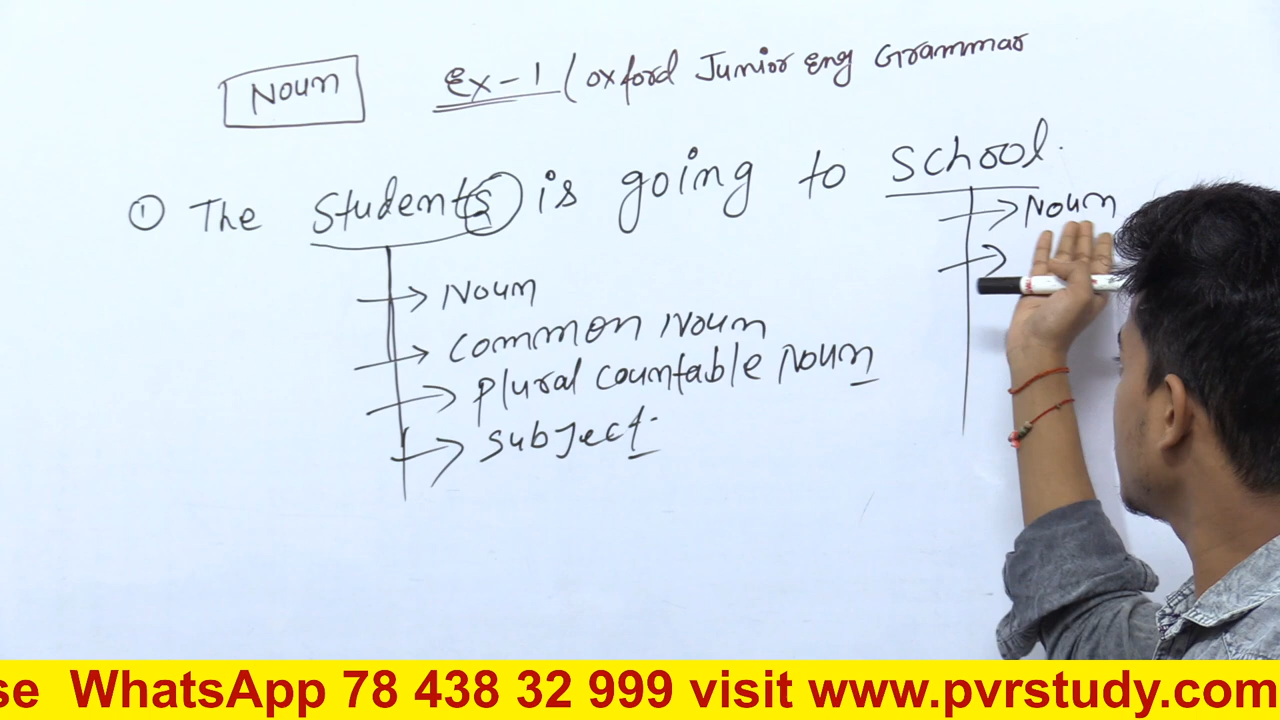 Noun Ex-1 (Oxford Junior Eng Grammar
① The Students is going to School.
→ Noun
→ Noun
→ Common Noun
→ Plural Countable Noun
→ Subject
→
se WhatsApp 78 438 32 999 visit www.pvrstudy.com